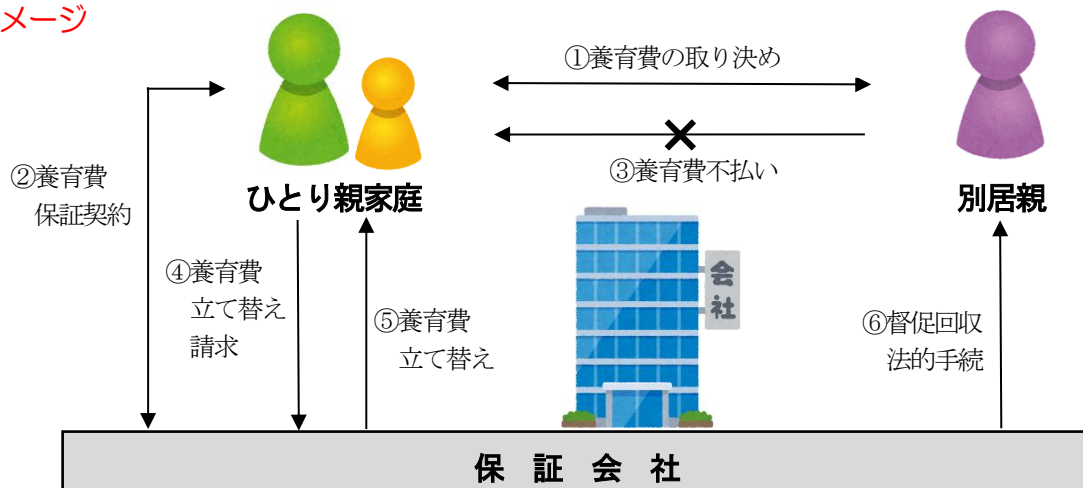 メージ
①養育費の取り決め
③養育費不払い
②養育費
保証契約
ひとり親家庭
別居親
④養育費
立て替え
請求
⑤養育費
立て替え
会
社
⑥督促回収
法的手続
保 証 会 社